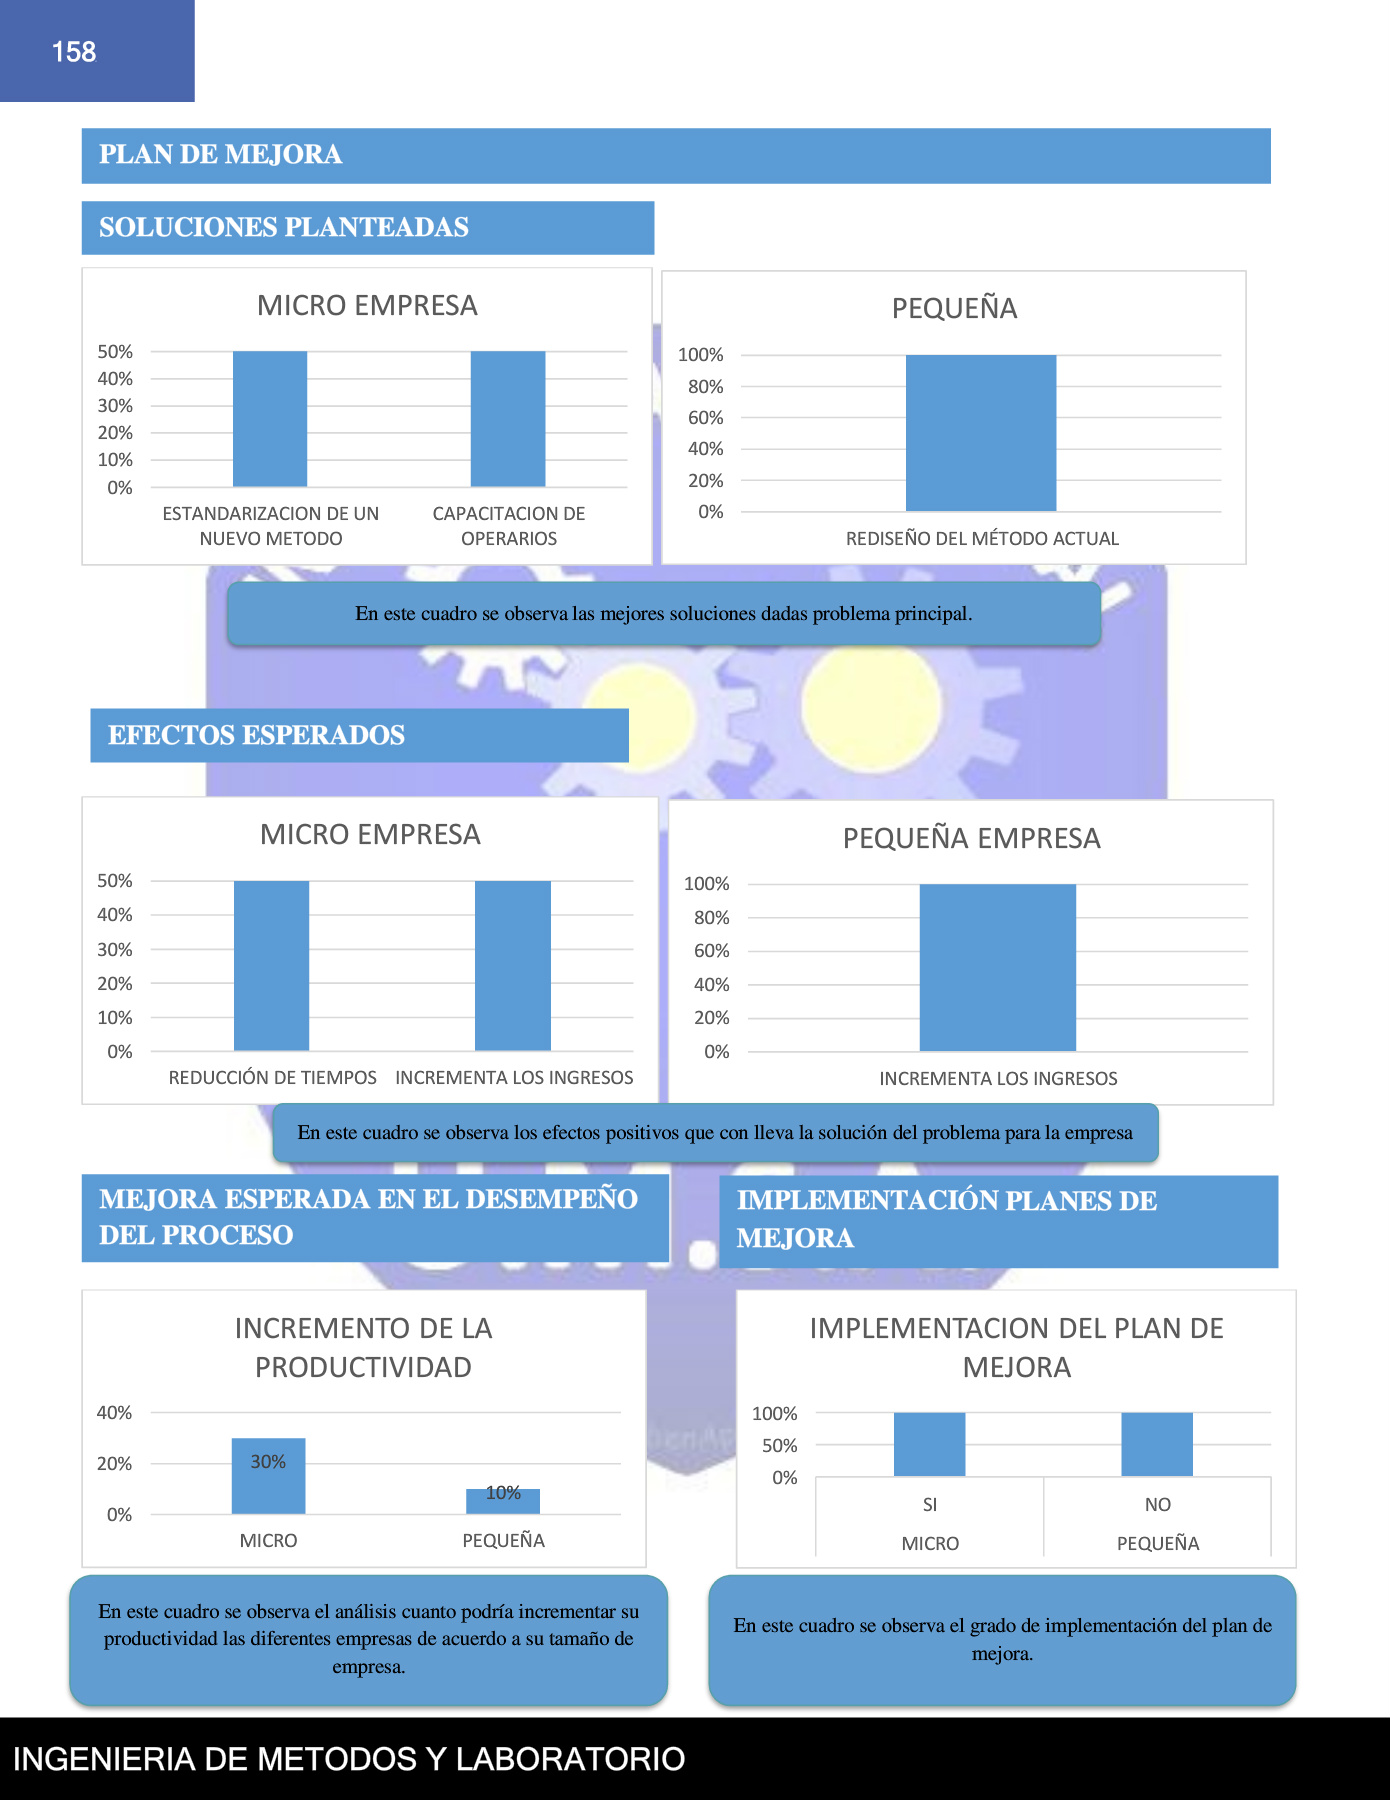 158
PLAN DE MEJORA
SOLUCIONES PLANTEADAS
MICRO EMPRESA
50%
40%
30%
20%
10%
0%
ESTANDARIZACION DE UN
NUEVO METODO
CAPACITACION DE
OPERARIOS
PEQUEÑA
100%
80%
60%
40%
20%
0%
REDISEÑO DEL MÉTODO ACTUAL
En este cuadro se observa las mejores soluciones dadas problema principal.
EFECTOS ESPERADOS
MICRO EMPRESA
50%
40%
30%
20%
10%
0%
REDUCCIÓN DE TIEMPOS
INCREMENTA LOS INGRESOS
PEQUEÑA EMPRESA
100%
80%
60%
40%
20%
0%
INCREMENTA LOS INGRESOS
En este cuadro se observa los efectos positivos que con lleva la solución del problema para la empresa
MEJORA ESPERADA EN EL DESEMPEÑO
DEL PROCESO
INCREMENTO DE LA
PRODUCTIVIDAD
40%
20%
0%
30%
10%
MICRO
PEQUEÑA
En este cuadro se observa el análisis cuanto podría incrementar su
productividad las diferentes empresas de acuerdo a su tamaño de
empresa.
IMPLEMENTACIÓN PLANES DE
MEJORA
IMPLEMENTACION DEL PLAN DE
MEJORA
100%
50%
0%
SI
NO
MICRO
PEQUEÑA
En este cuadro se observa el grado de implementación del plan de
mejora.
INGENIERIA DE METODOS Y LABORATORIO